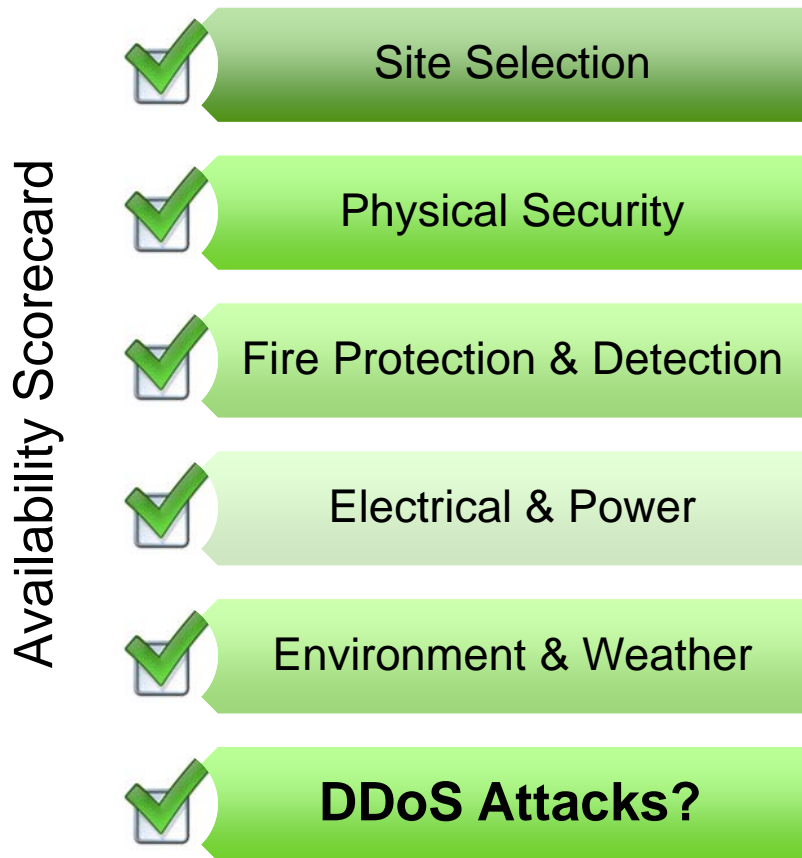 Availability Scorecard
Site Selection
Physical Security
Fire Protection & Detection
Electrical & Power
Environment & Weather
DDoS Attacks?